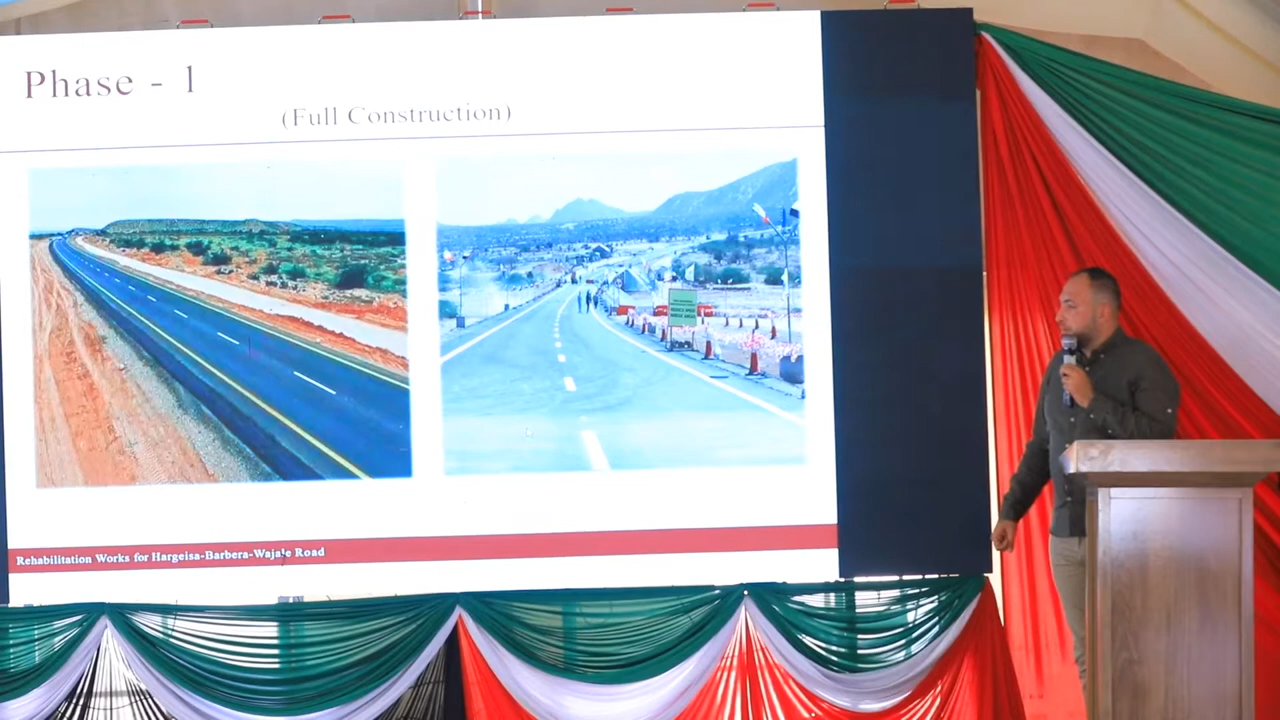 Phase - 1
(Full Construction)
Rehabilitation Works for Hargeisa-Barbera-Wajale Road